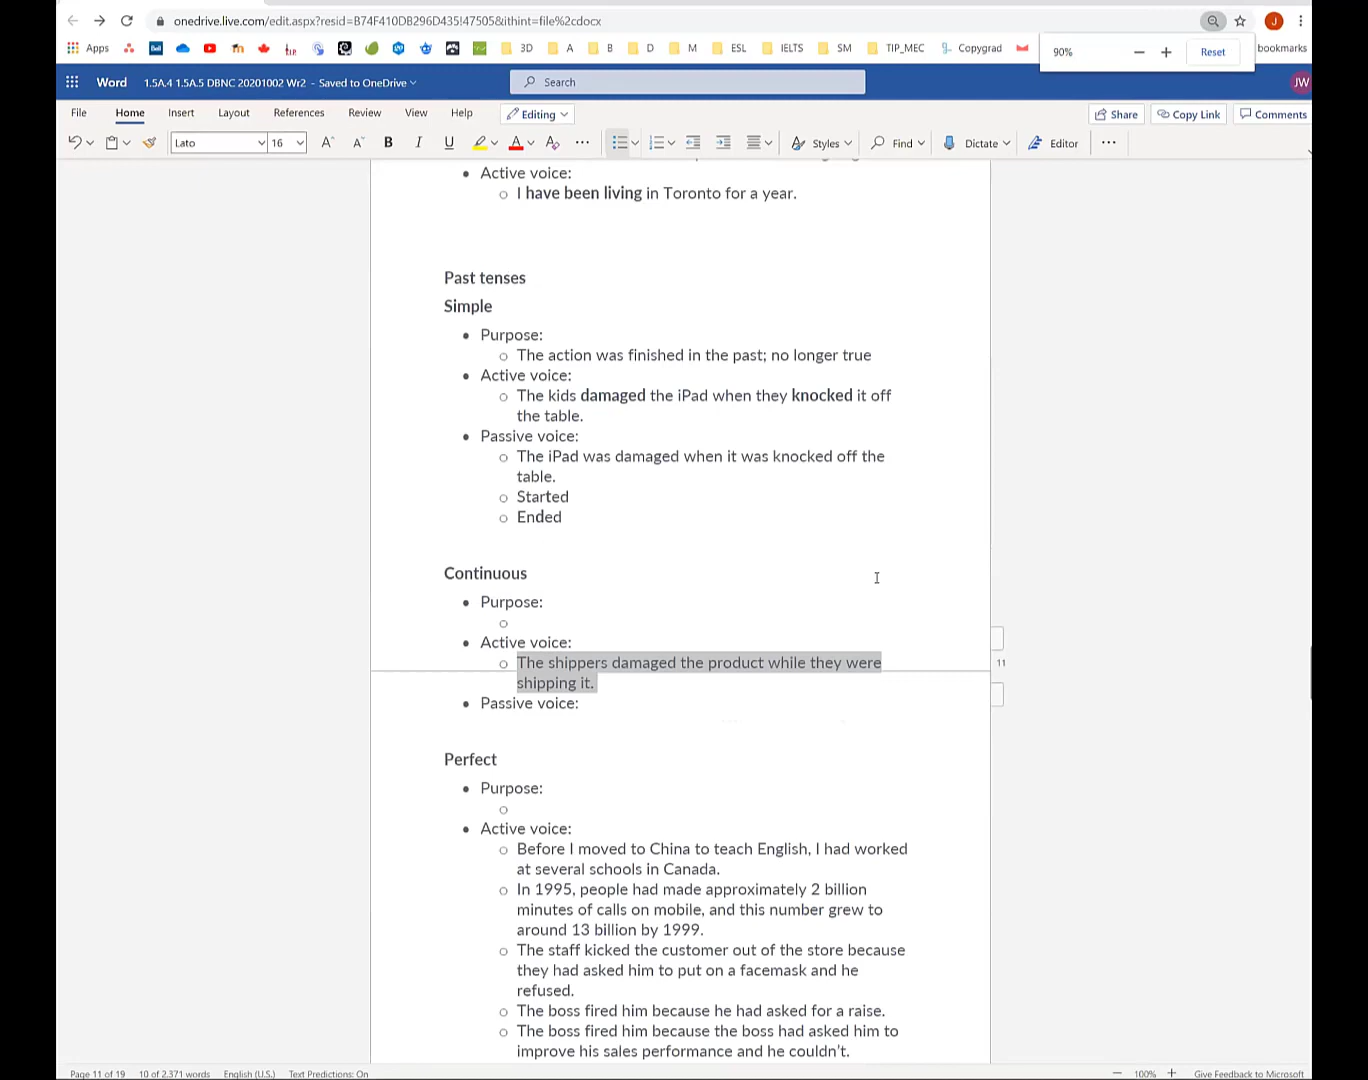 onedrive.live.com/edit.aspx?resid=B74F410DB296D435!47505&ithint=file%2cdocx
J
Apps
3D A B D M ESL IELTS SM TIP_MEC Copygrad bookmarks
90% Reset
Word 1.5A.4 1.5A.5 DBNC 20201002 Wr2 - Saved to OneDrive
Search
JW
File Home Insert Layout References Review View Help Editing Share Copy Link Comments
Lato 16 A A B I U A Styles Find Dictate Editor
Active voice:
I have been living in Toronto for a year.
Past tenses
Simple
Purpose:
The action was finished in the past; no longer true
Active voice:
The kids damaged the iPad when they knocked it off
the table.
Passive voice:
The iPad was damaged when it was knocked off the
table.
Started
Ended
Continuous
Purpose:
Active voice:
The shippers damaged the product while they were
11
shipping it.
Passive voice:
Perfect
Purpose:
Active voice:
Before I moved to China to teach English, I had worked
at several schools in Canada.
In 1995, people had made approximately 2 billion
minutes of calls on mobile, and this number grew to
around 13 billion by 1999.
The staff kicked the customer out of the store because
they had asked him to put on a facemask and he
refused.
The boss fired him because he had asked for a raise.
The boss fired him because the boss had asked him to
improve his sales performance and he couldn't.
Page 11 of 19 10 of 2,371 words English (U.S.) Text Predictions: On 100% Give Feedback to Microsoft